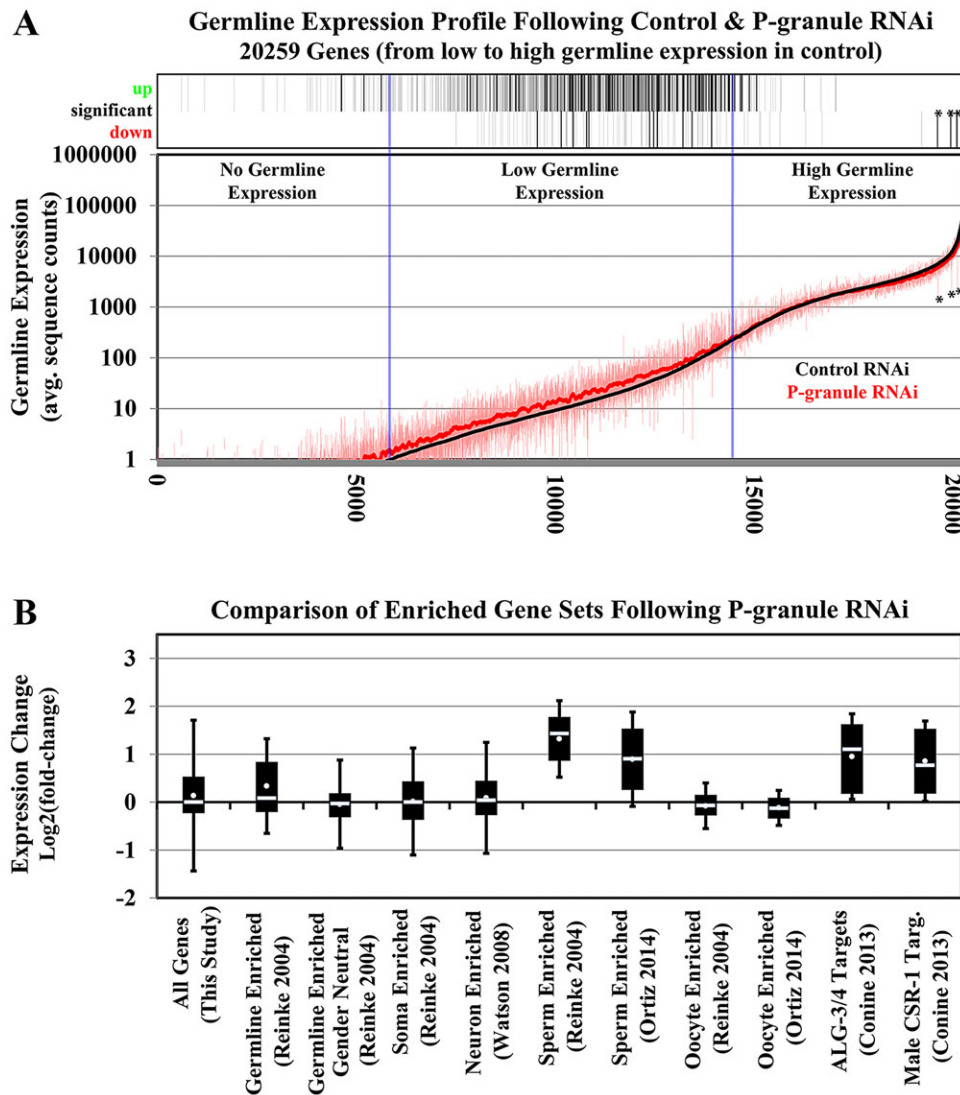 A
Germline Expression Profile Following Control & P-granule RNAi
20259 Genes (from low to high germline expression in control)
up
significant
down
* **
1000000
100000
10000
1000
100
10
1
Germline Expression
(avg. sequence counts)
No Germline
Expression
Low Germline
Expression
High Germline
Expression
* **
Control RNAi
P-granule RNAi
0
5000
10000
15000
20000
B
Comparison of Enriched Gene Sets Following P-granule RNAi
Expression Change
Log2(fold-change)
3
2
1
0
-1
-2
All Genes
(This Study)
Germline Enriched
(Reinke 2004)
Germline Enriched
Gender Neutral
(Reinke 2004)
Soma Enriched
(Reinke 2004)
Neuron Enriched
(Watson 2008)
Sperm Enriched
(Reinke 2004)
Sperm Enriched
(Ortiz 2014)
Oocyte Enriched
(Reinke 2004)
Oocyte Enriched
(Ortiz 2014)
ALG-3/4 Targets
(Conine 2013)
Male CSR-1 Targ.
(Conine 2013)